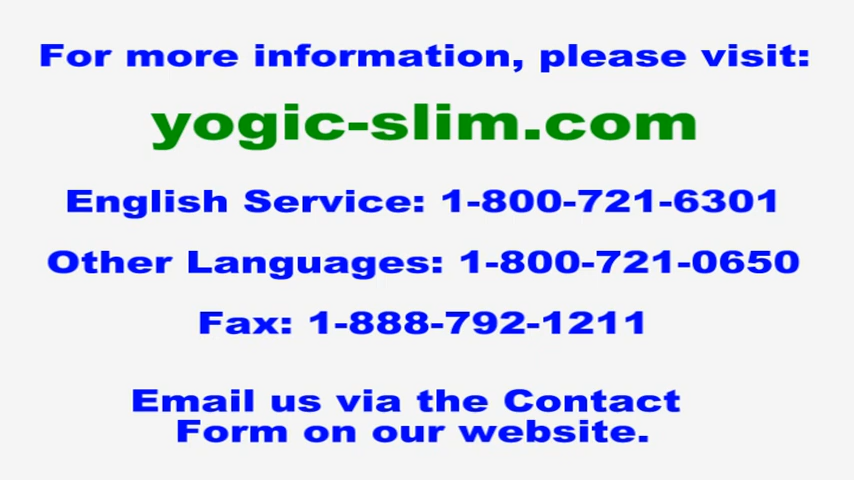 For more information, please visit:
yogic-slim.com
English Service: 1-800-721-6301
Other Languages: 1-800-721-0650
Fax: 1-888-792-1211
Email us via the Contact
Form on our website.